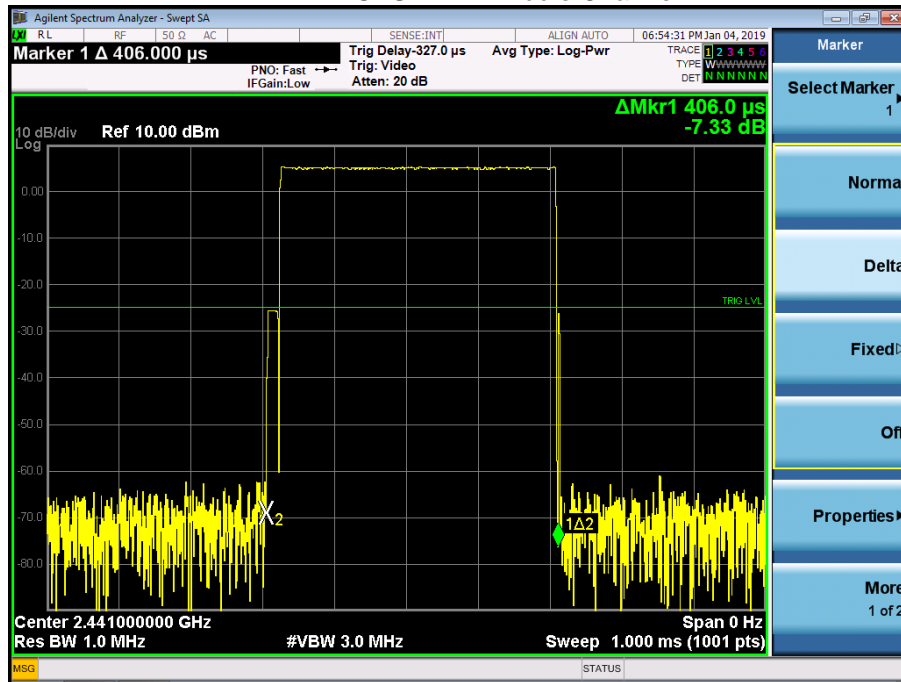 Agilent Spectrum Analyzer - Swept SA
LXI RL RF 50 Ω AC SENSE:INT ALIGN AUTO 06:54:31 PM Jan 04, 2019
Marker 1 Δ 406.000 µs
PNO: Fast
IFGain:Low
Trig Delay-327.0 µs
Trig: Video
Atten: 20 dB
Avg Type: Log-Pwr
TRACE 1 2 3 4 5 6
TYPE WWWWWW
DET N N N N N N
ΔMkr1 406.0 µs
-7.33 dB
10 dB/div Ref 10.00 dBm
Log
0.00
-10.0
-20.0
TRIG LVL
-30.0
-40.0
-50.0
-60.0
-70.0
-80.0
X2
1Δ2
Center 2.441000000 GHz Span 0 Hz
Res BW 1.0 MHz #VBW 3.0 MHz Sweep 1.000 ms (1001 pts)
MSG STATUS
Marker
Select Marker
1
Norma
Delta
Fixed
Off
Properties
More
1 of 2